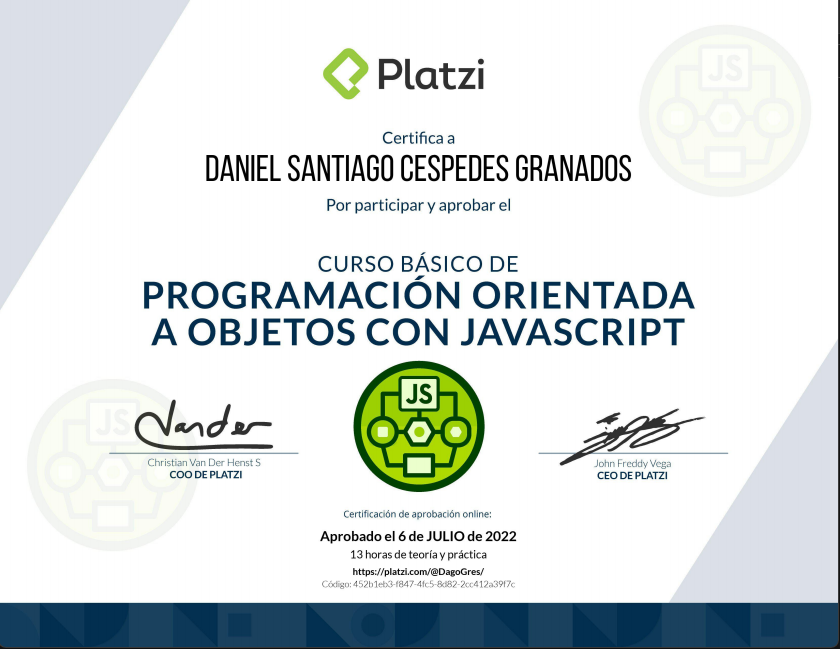 Platzi
JS
Certifica a
DANIEL SANTIAGO CESPEDES GRANADOS
Por participar y aprobar el
CURSO BÁSICO DE
PROGRAMACIÓN ORIENTADA
A OBJETOS CON JAVASCRIPT
JS
JS
Vander
Christian Van Der Henst S
COO DE PLATZI
John Freddy Vega
CEO DE PLATZI
Certificación de aprobación online:
Aprobado el 6 de JULIO de 2022
13 horas de teoría y práctica
https://platzi.com/@DagoGres/
Código: 452b1eb3-f847-4fc5-8d82-2cc412a39f7c